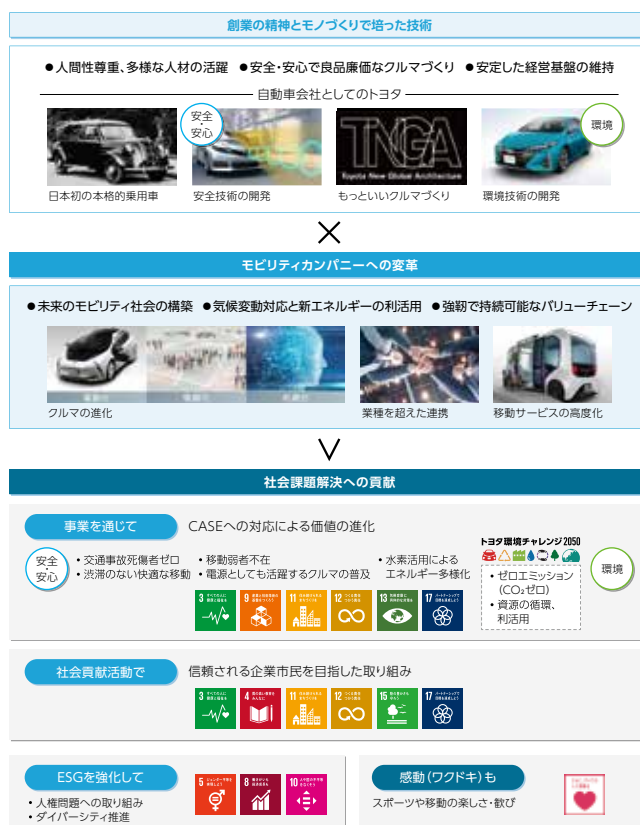 創業の精神とモノづくりで培った技術
●人間性尊重、多様な人材の活躍 ●安全・安心で良品廉価なクルマづくり ●安定した経営基盤の維持
自動車会社としてのトヨタ
安全・安心
TNGA
Toyota New Global Architecture
環境
日本初の本格的乗用車
安全技術の開発
もっといいクルマづくり
環境技術の開発
×
モビリティカンパニーへの変革
●未来のモビリティ社会の構築 ●気候変動対応と新エネルギーの利活用 ●強靭で持続可能なバリューチェーン
クルマの進化
業種を超えた連携
移動サービスの高度化
社会課題解決への貢献
事業を通じて
CASEへの対応による価値の進化
安全・安心
・交通事故死傷者ゼロ
・渋滞のない快適な移動
・移動弱者不在
・電源としても活躍するクルマの普及
・水素活用による
エネルギー多様化
トヨタ環境チャレンジ2050
・ゼロエミッション
(CO₂ゼロ)
・資源の循環、
利活用
環境
3
9
11
12
13
17
社会貢献活動で
信頼される企業市民を目指した取り組み
3
4
11
12
15
17
ESGを強化して
・人権問題への取り組み
・ダイバーシティ推進
5
8
10
感動(ワクドキ)も
スポーツや移動の楽しさ・歓び